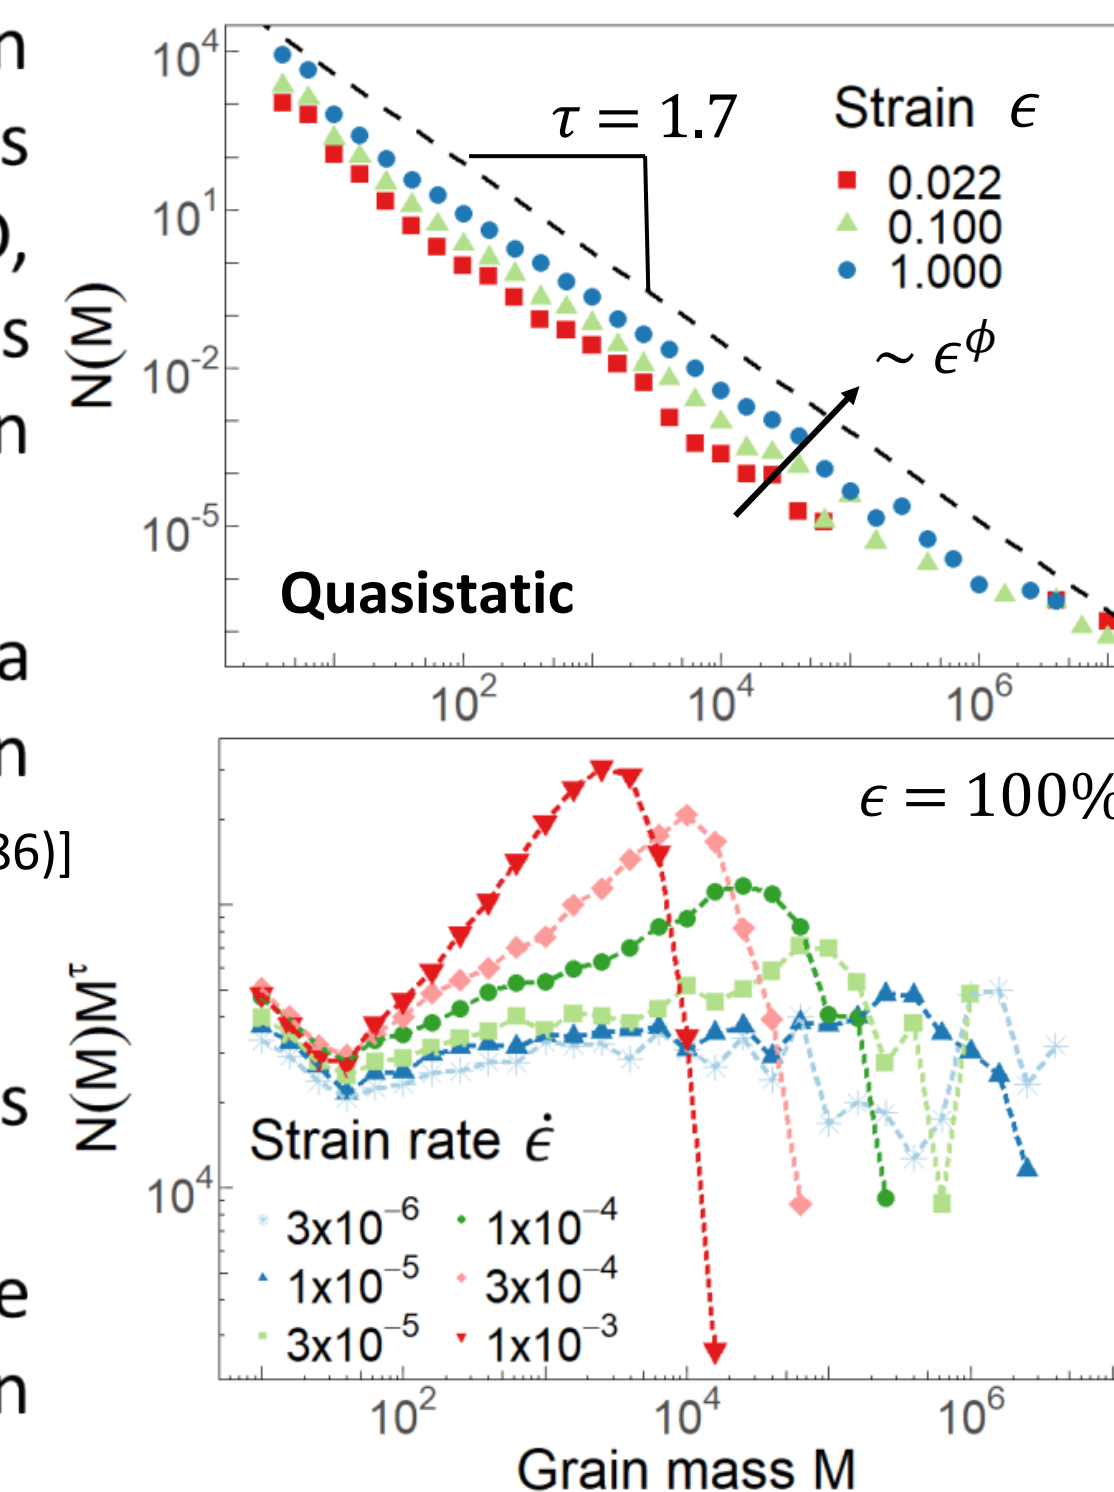 n
s
),
s
n
a
n
86)]
s
e
n
10⁴
10¹
10⁻²
10⁻⁵
N(M)
τ = 1.7
Strain ϵ
0.022
0.100
1.000
~ ϵ^ϕ
Quasistatic
10² 10⁴ 10⁶
ϵ = 100%
N(M)M^τ
10⁴
Strain rate ϵ̇
3x10⁻⁶ 1x10⁻⁴
1x10⁻⁵ 3x10⁻⁴
3x10⁻⁵ 1x10⁻³
10² 10⁴ 10⁶
Grain mass M